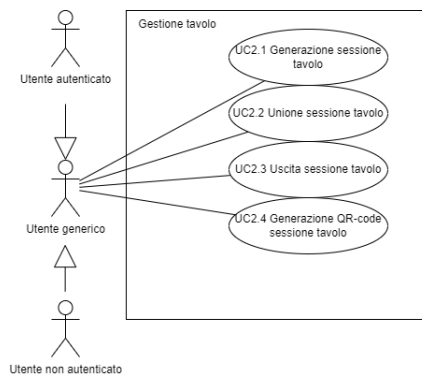 Gestione tavolo
UC2.1 Generazione sessione
tavolo
Utente autenticato
UC2.2 Unione sessione tavolo
UC2.3 Uscita sessione tavolo
Utente generico
UC2.4 Generazione QR-code
sessione tavolo
Utente non autenticato